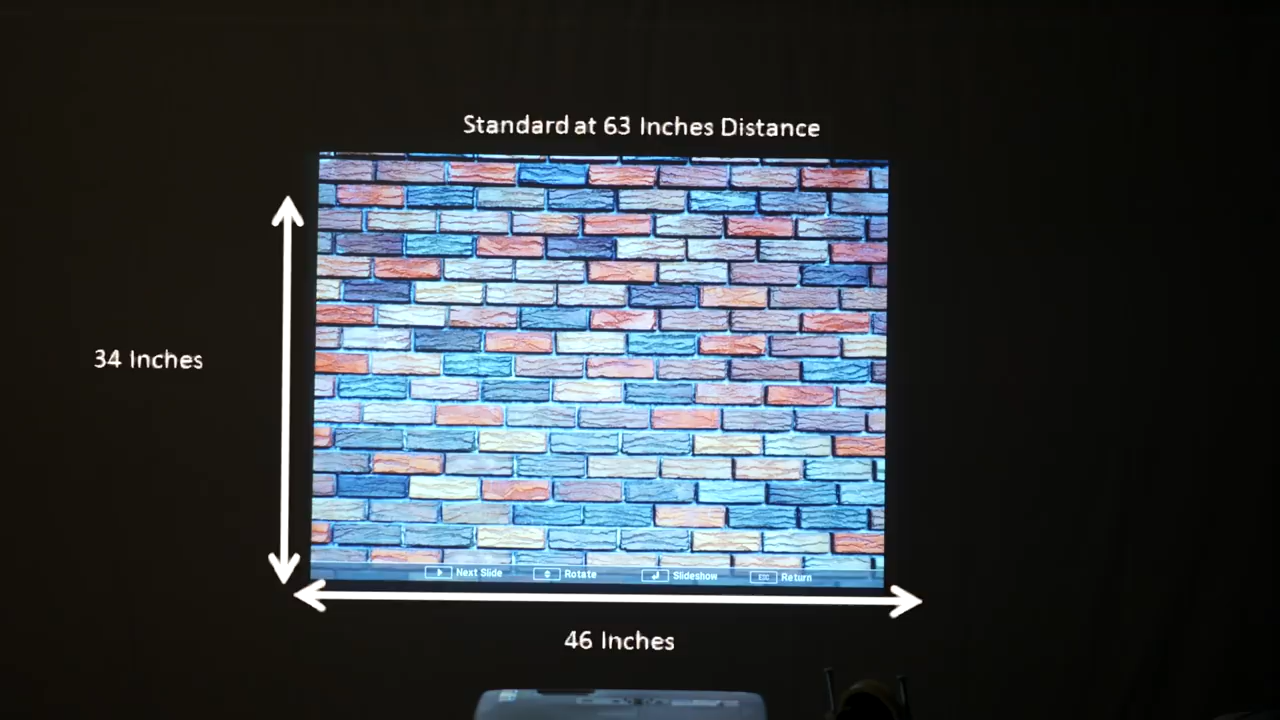 Standard at 63 Inches Distance
34 Inches
Next Slide
Rotate
Slideshow
ESC
Return
46 Inches